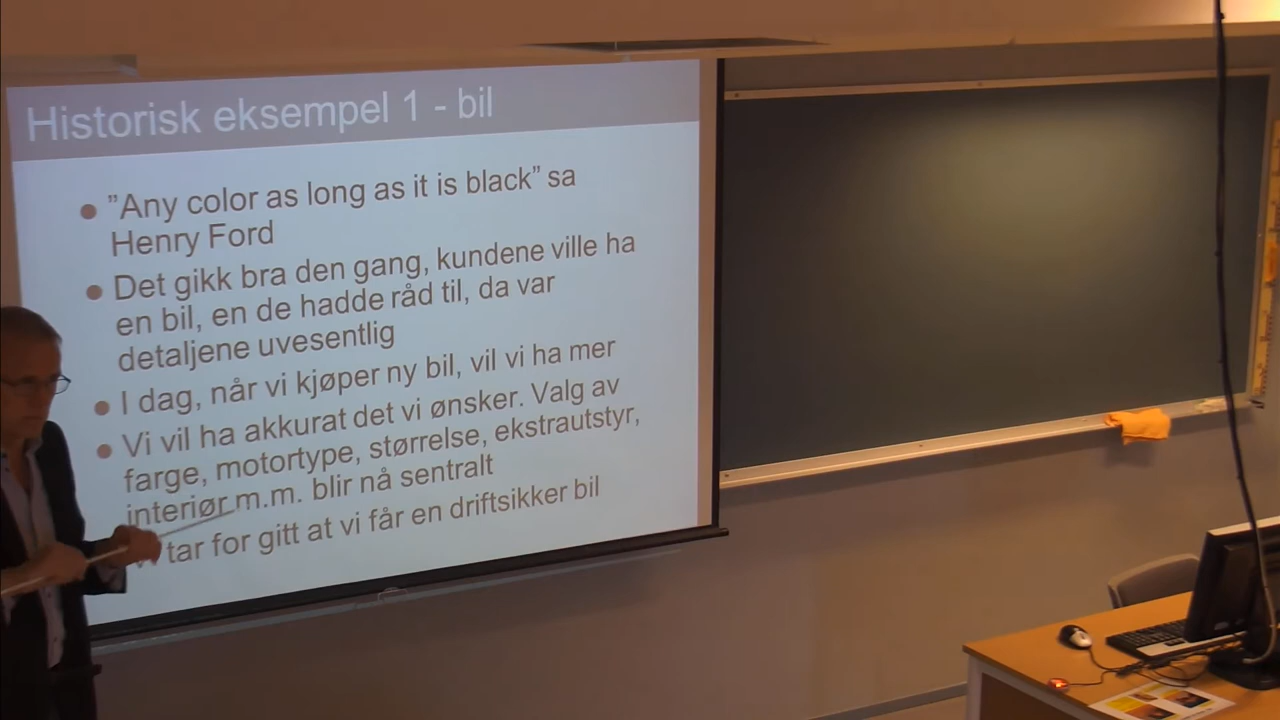 Historisk eksempel 1 - bil
”Any color as long as it is black” sa
Henry Ford
Det gikk bra den gang, kundene ville ha
en bil, en de hadde råd til, da var
detaljene uvesentlig
I dag, når vi kjøper ny bil, vil vi ha mer
Vi vil ha akkurat det vi ønsker. Valg av
farge, motortype, størrelse, ekstrautstyr,
interiør m.m. blir nå sentralt
tar for gitt at vi får en driftsikker bil